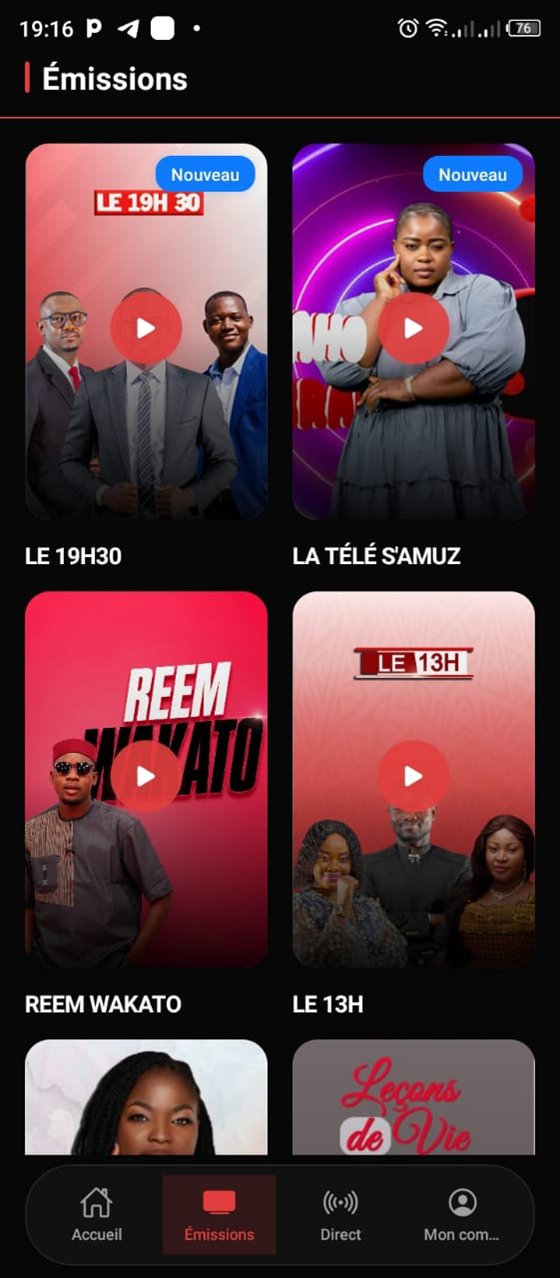 19:16
76
Émissions
Nouveau
LE 19H 30
Nouveau
LE 19H30
LA TÉLÉ S'AMUZ
REEM
WAKATO
LE 13H
REEM WAKATO
LE 13H
Leçons
de Vie
Accueil
Émissions
Direct
Mon com...